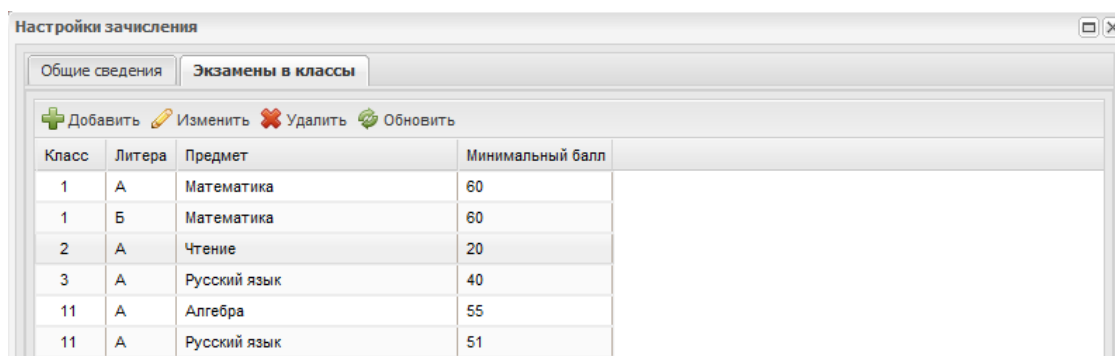 Настройки зачисления
Общие сведения Экзамены в классы
Добавить Изменить Удалить Обновить
Класс Литера Предмет Минимальный балл
1 А Математика 60
1 Б Математика 60
2 А Чтение 20
3 А Русский язык 40
11 А Алгебра 55
11 А Русский язык 51